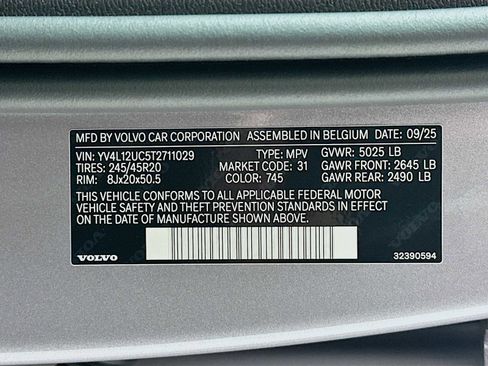 MFD BY VOLVO CAR CORPORATION ASSEMBLED IN BELGIUM DATE: 09/25
VIN: YV4L12UC5T2711029 TYPE: MPV GVWR: 5025 LB
TIRES: 245/45R20 MARKET CODE: 31 GAWR FRONT: 2645 LB
RIM: 8Jx20x50.5 COLOR: 745 GAWR REAR: 2490 LB
THIS VEHICLE CONFORMS TO ALL APPLICABLE FEDERAL MOTOR
VEHICLE SAFETY AND THEFT PREVENTION STANDARDS IN EFFECT
ON THE DATE OF MANUFACTURE SHOWN ABOVE.
VOLVO 32390594